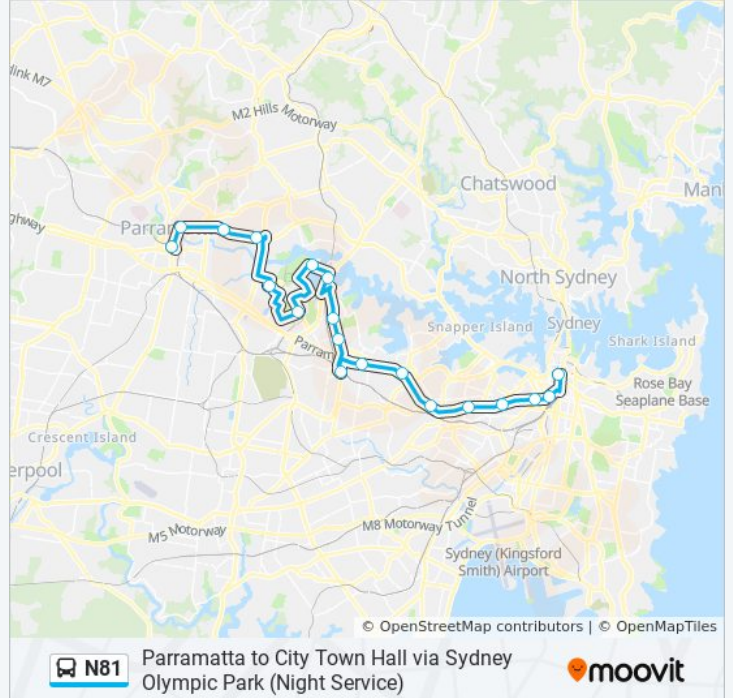 link M7
M2 Hills Motorway
Chatswood
Man
ghway
Parram
North Sydney
Snapper Island
Sydney
Shark Island
Parram
Rose Bay
Seaplane Base
Crescent Island
erpool
M5 Motorway
M8 Motorway Tunnel
Sydney (Kingsford
Smith) Airport
© OpenStreetMap contributors | © OpenMapTiles
N81
Parramatta to City Town Hall via Sydney
Olympic Park (Night Service)
moovit